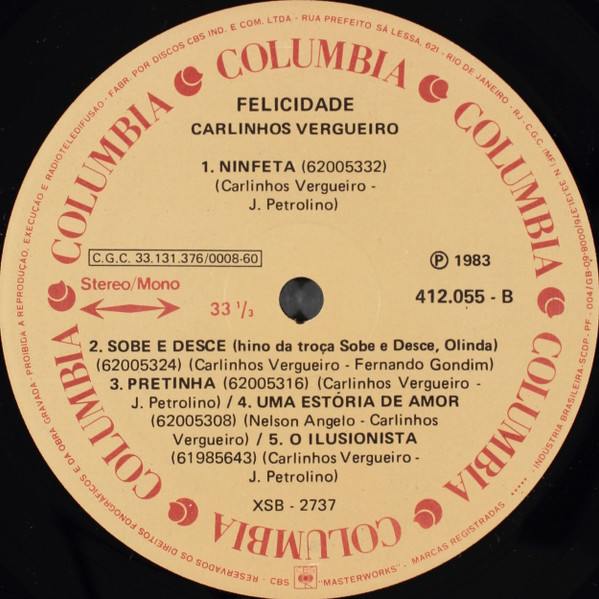 FELICIDADE
CARLINHOS VERGUEIRO
1. NINFETA (62005332)
(Carlinhos Vergueiro -
J. Petrolino)
C.G.C. 33.131.376/0008-60
Stereo/Mono
33 1/3
℗ 1983
412.055 - B
2. SOBE E DESCE (hino da troça Sobe e Desce, Olinda)
(62005324) (Carlinhos Vergueiro - Fernando Gondim)
3. PRETINHA (62005316) (Carlinhos Vergueiro -
J. Petrolino) / 4. UMA ESTÓRIA DE AMOR
(62005308) (Nelson Angelo - Carlinhos
Vergueiro) / 5. O ILUSIONISTA
(61985643) (Carlinhos Vergueiro -
J. Petrolino)
XSB - 2737
COLUMBIA
COLUMBIA
COLUMBIA
COLUMBIA
COLUMBIA
COLUMBIA
COLUMBIA
RESERVADOS OS DIREITOS FONOGRÁFICOS E DA OBRA GRAVADA - PROIBIDA A REPRODUÇÃO, EXECUÇÃO E RADIOTELEDIFUSÃO - FABR. POR DISCOS CBS IND. E COM. LTDA - RUA PREFEITO SÁ LESSA, 621 - RIO DE JANEIRO - RJ - C.G.C. (MF) N. 33.131.376/0008-60 - INDÚSTRIA BRASILEIRA-SCDP-PF-004/GB-
CBS "MASTERWORKS" - MARCAS REGISTRADAS